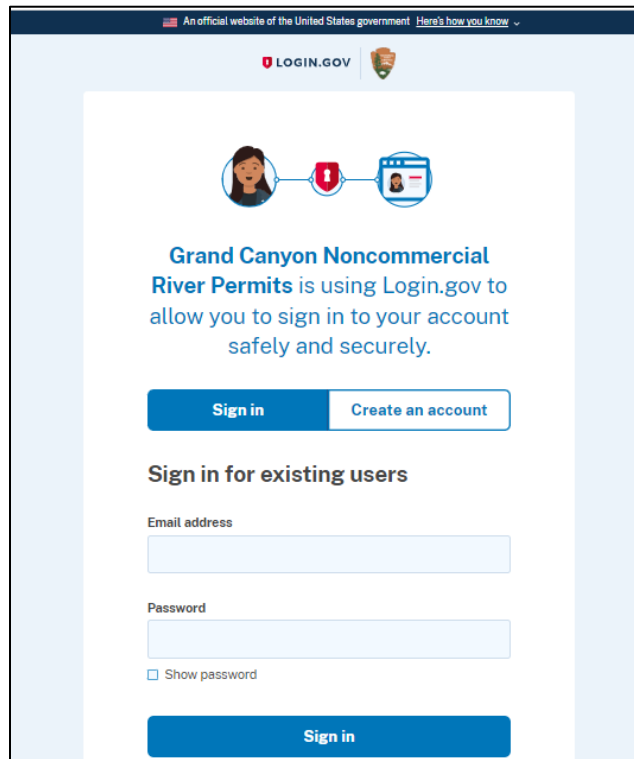 An official website of the United States government Here's how you know
LOGIN.GOV
Grand Canyon Noncommercial
River Permits is using Login.gov to
allow you to sign in to your account
safely and securely.
Sign in Create an account
Sign in for existing users
Email address
Password
Show password
Sign in